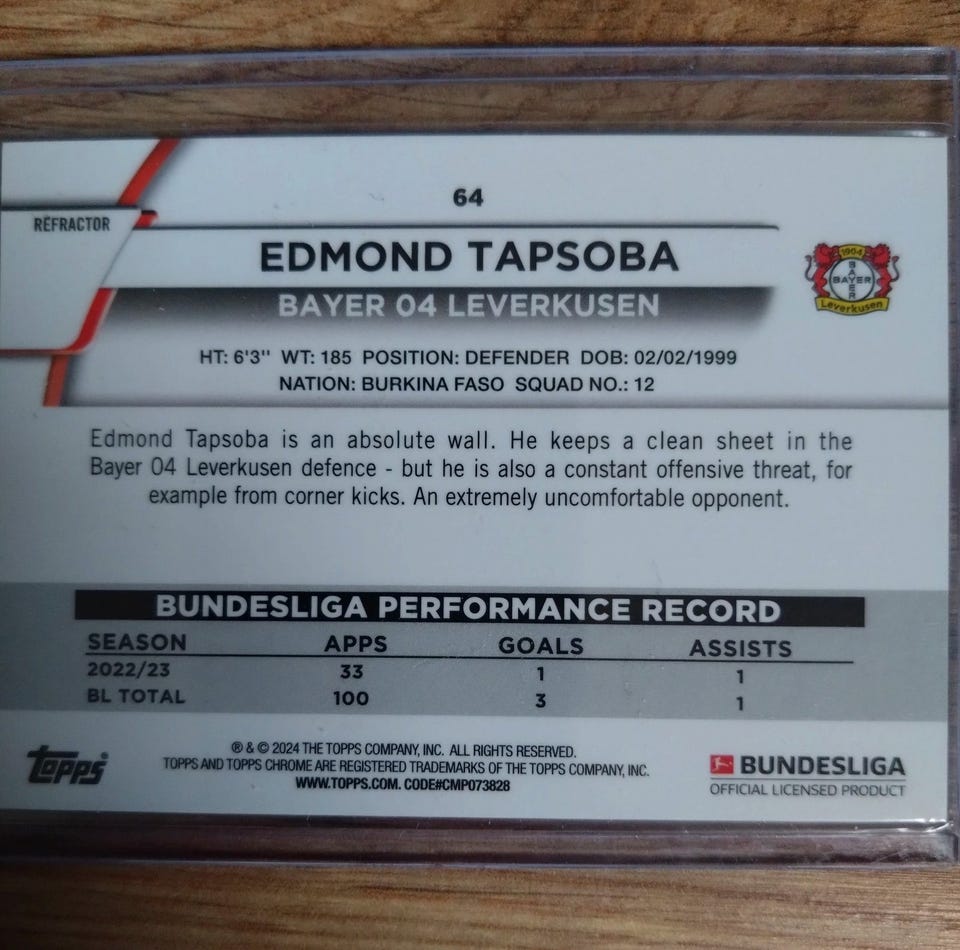 64
REFRACTOR
EDMOND TAPSOBA
BAYER 04 LEVERKUSEN
1904
BAYER
BAYER
Leverkusen
HT: 6'3" WT: 185 POSITION: DEFENDER DOB: 02/02/1999
NATION: BURKINA FASO SQUAD NO.: 12
Edmond Tapsoba is an absolute wall. He keeps a clean sheet in the
Bayer 04 Leverkusen defence - but he is also a constant offensive threat, for
example from corner kicks. An extremely uncomfortable opponent.
BUNDESLIGA PERFORMANCE RECORD
SEASON APPS GOALS ASSISTS
2022/23 33 1 1
BL TOTAL 100 3 1
Topps®
® & © 2024 THE TOPPS COMPANY, INC. ALL RIGHTS RESERVED.
TOPPS AND TOPPS CHROME ARE REGISTERED TRADEMARKS OF THE TOPPS COMPANY, INC.
WWW.TOPPS.COM. CODE#CMP073828
BUNDESLIGA
OFFICIAL LICENSED PRODUCT